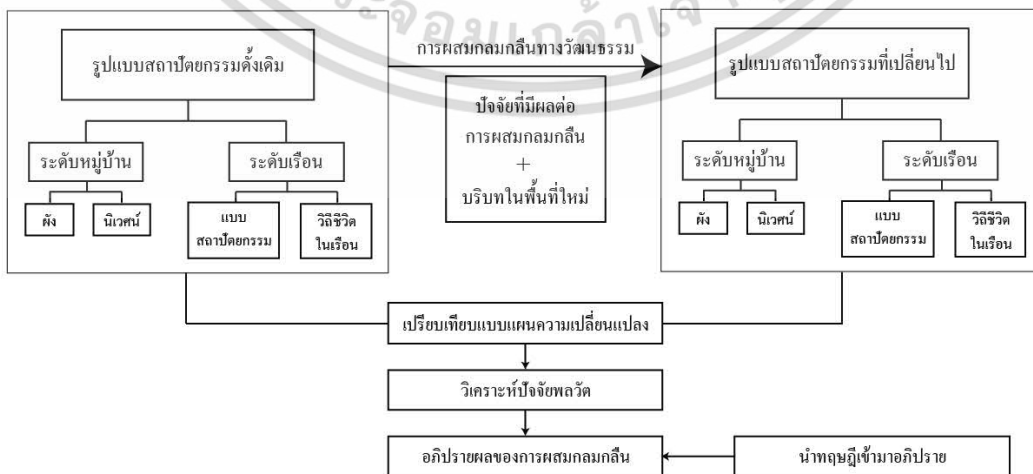 ระจอมเกล้าเจ้า
รูปแบบสถาปัตยกรรมดั้งเดิม
ระดับหมู่บ้าน
ระดับเรือน
ผัง
นิเวศน์
แบบ
สถาปัตยกรรม
วิถีชีวิต
ในเรือน
การผสมกลมกลืนทางวัฒนธรรม
ปัจจัยที่มีผลต่อ
การผสมกลมกลืน
+
บริบทในพื้นที่ใหม่
รูปแบบสถาปัตยกรรมที่เปลี่ยนไป
ระดับหมู่บ้าน
ระดับเรือน
ผัง
นิเวศน์
แบบ
สถาปัตยกรรม
วิถีชีวิต
ในเรือน
เปรียบเทียบแบบแผนความเปลี่ยนแปลง
วิเคราะห์ปัจจัยพลวัต
อภิปรายผลของการผสมกลมกลืน
นำทฤษฎีเข้ามาอภิปราย